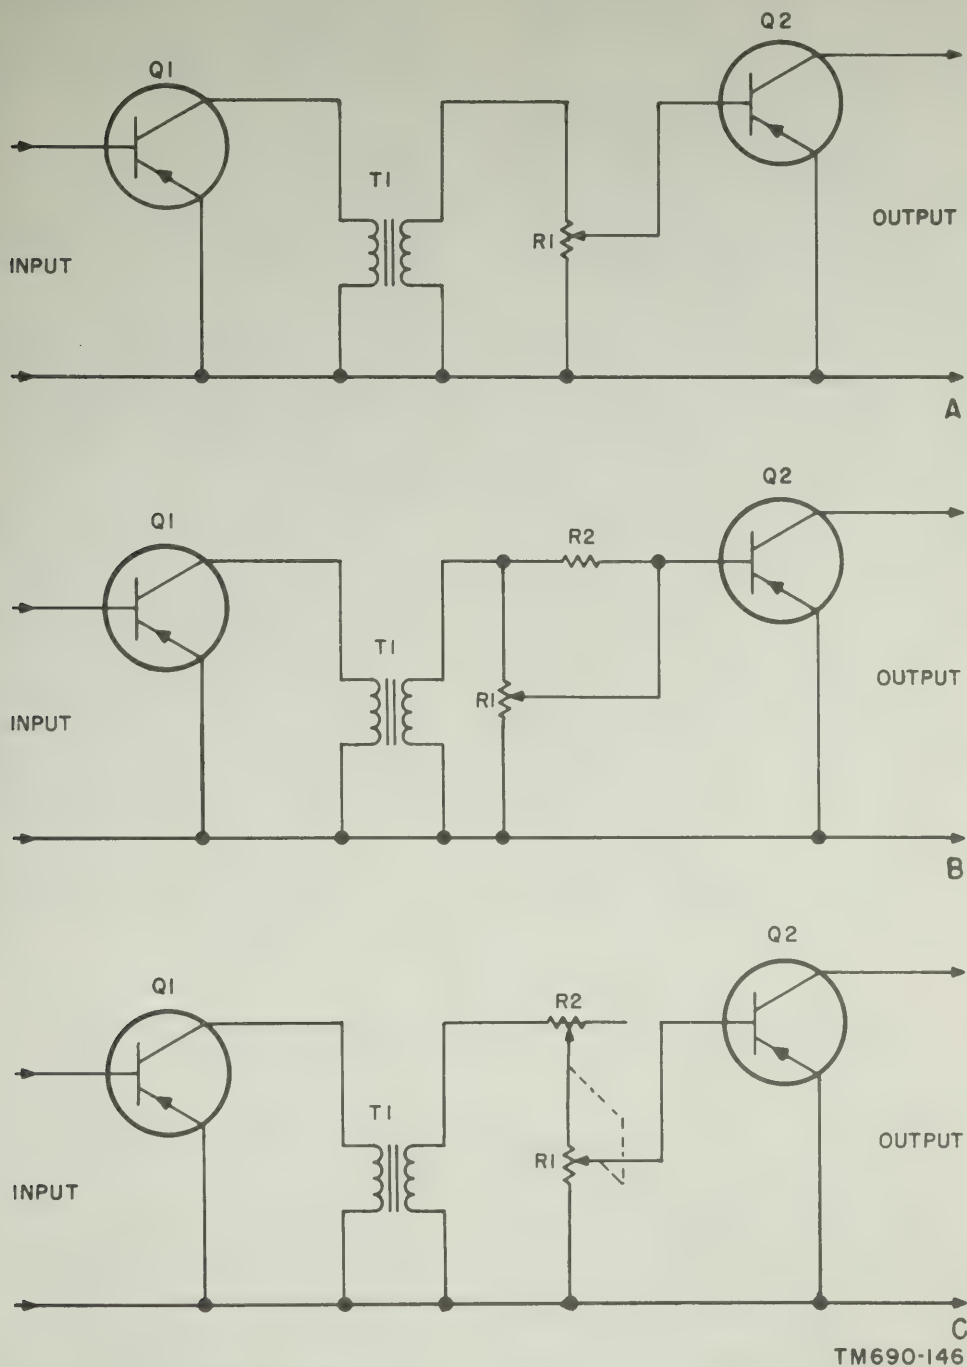 Q1
Q2
T1
R1
INPUT
OUTPUT
A
Q1
Q2
R2
T1
R1
INPUT
OUTPUT
B
Q1
Q2
R2
T1
R1
INPUT
OUTPUT
C
TM690-146